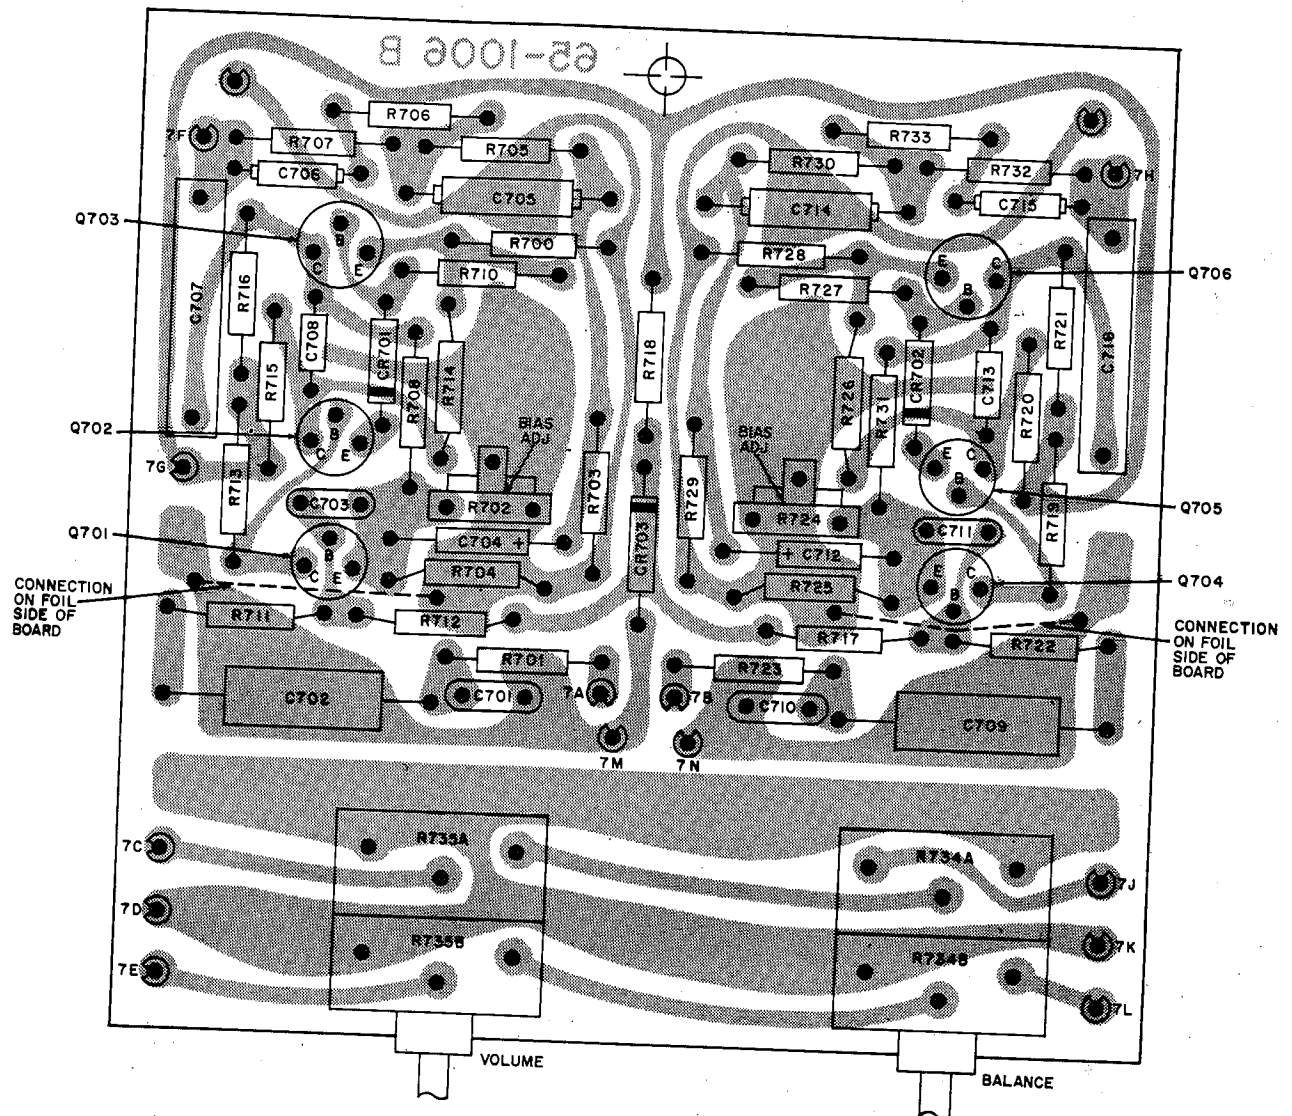 65-1006 B
R706
R733
7F
R707
R705
R730
R732
7H
C706
C705
C714
C715
Q703
B
C
E
R700
R728
E
C
B
Q706
R710
R727
C707
R716
C708
CR701
R718
CR702
C713
R721
C716
R715
R708
R714
R726
R731
R720
Q702
B
C
E
BIAS
ADJ
BIAS
ADJ
E
C
B
Q705
7G
R713
R703
R729
R719
C703
R702
CR703
R724
C711
Q701
B
C
E
C704 +
+ C712
E
C
B
Q704
R704
R725
CONNECTION
ON FOIL
SIDE OF
BOARD
R711
R712
R717
R722
CONNECTION
ON FOIL
SIDE OF
BOARD
R701
R723
C702
C701
7A
7B
C710
C709
7M
7N
7C
R735A
R734A
7J
7D
R735B
R734B
7K
7E
7L
VOLUME
BALANCE